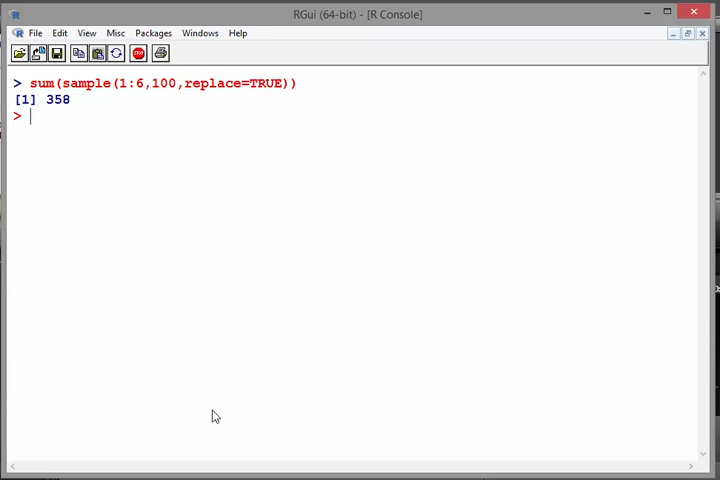 RGui (64-bit) - [R Console]
File Edit View Misc Packages Windows Help
STOP
> sum(sample(1:6,100,replace=TRUE))
[1] 358
>